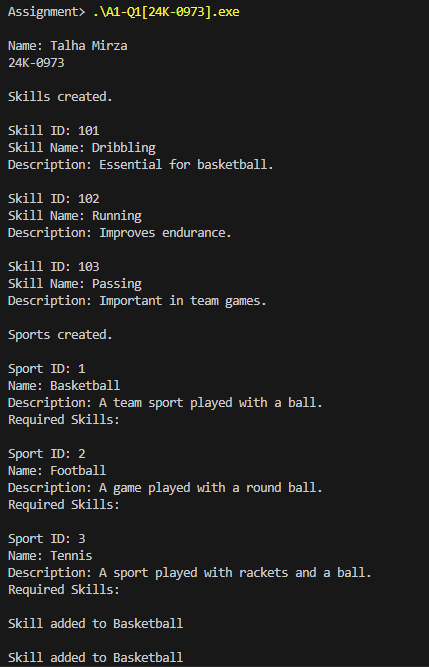 Assignment> .\A1-Q1[24K-0973].exe
Name: Talha Mirza
24K-0973
Skills created.
Skill ID: 101
Skill Name: Dribbling
Description: Essential for basketball.
Skill ID: 102
Skill Name: Running
Description: Improves endurance.
Skill ID: 103
Skill Name: Passing
Description: Important in team games.
Sports created.
Sport ID: 1
Name: Basketball
Description: A team sport played with a ball.
Required Skills:
Sport ID: 2
Name: Football
Description: A game played with a round ball.
Required Skills:
Sport ID: 3
Name: Tennis
Description: A sport played with rackets and a ball.
Required Skills:
Skill added to Basketball
Skill added to Basketball